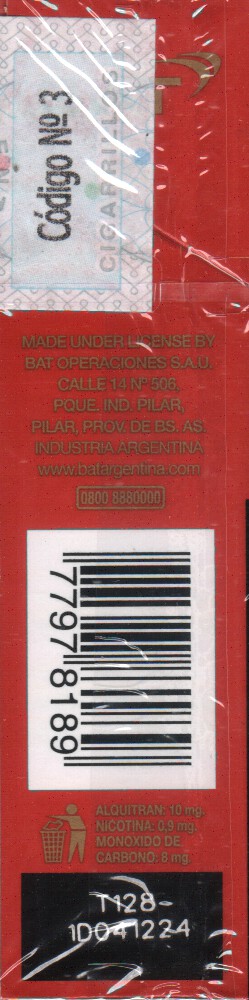 Código Nº 3
CIGARRILLOS
T
MADE UNDER LICENSE BY
BAT OPERACIONES S.A.U.
CALLE 14 Nº 506,
PQUE. IND. PILAR,
PILAR, PROV. DE BS. AS.
INDUSTRIA ARGENTINA
www.batargentina.com
0800 8880000
77978189
ALQUITRAN: 10 mg.
NICOTINA: 0,9 mg.
MONOXIDO DE
CARBONO: 8 mg.
T128-
1D041224